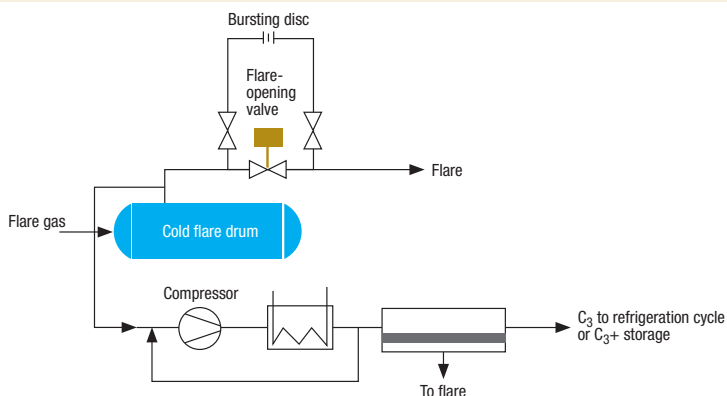 Bursting disc
Flare-
opening
valve
Flare
Flare gas
Cold flare drum
Compressor
C₃ to refrigeration cycle
or C₃+ storage
To flare